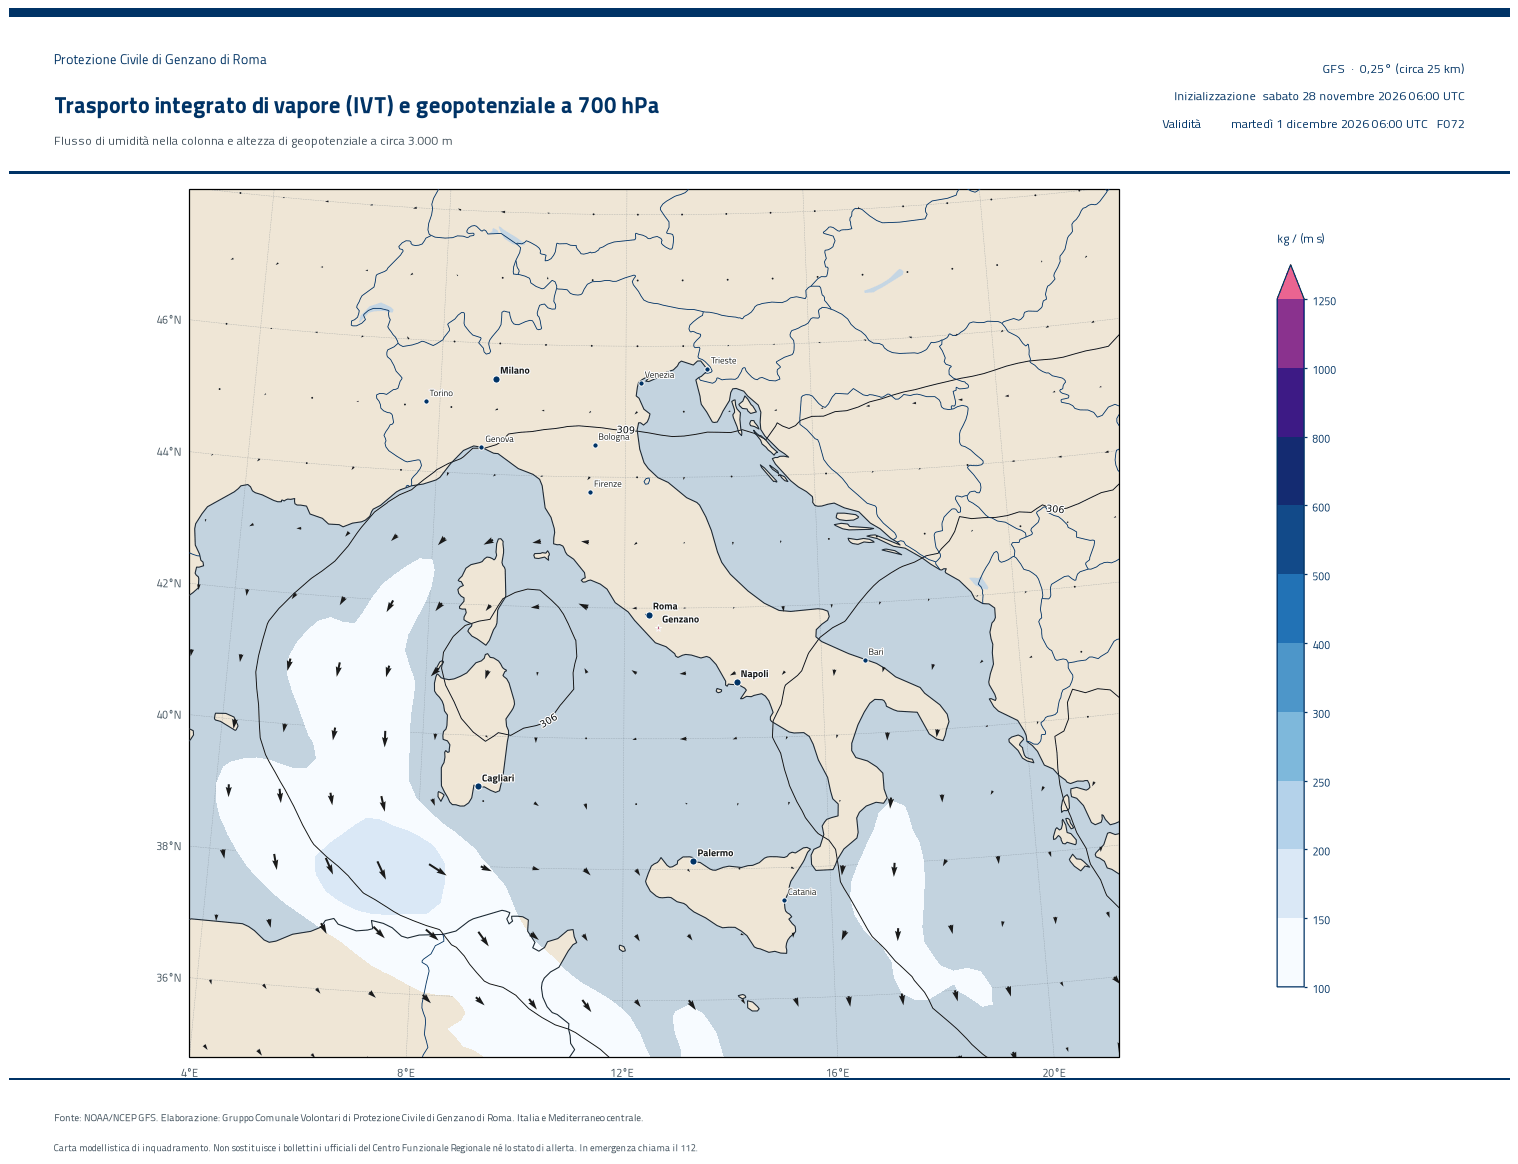 Protezione Civile di Genzano di Roma
Trasporto integrato di vapore (IVT) e geopotenziale a 700 hPa
Flusso di umidità nella colonna e altezza di geopotenziale a circa 3.000 m
GFS · 0,25° (circa 25 km)
Inizializzazione sabato 28 novembre 2026 06:00 UTC
Validità martedì 1 dicembre 2026 06:00 UTC F072
kg / (m s)
1250
1000
800
600
500
400
300
250
200
150
100
46°N
44°N
42°N
40°N
38°N
36°N
4°E
8°E
12°E
16°E
20°E
Trieste
Milano
Venezia
Torino
309
Genova
Bologna
Firenze
306
Roma
Genzano
Bari
Napoli
306
Cagliari
Palermo
Catania
Fonte: NOAA/NCEP GFS. Elaborazione: Gruppo Comunale Volontari di Protezione Civile di Genzano di Roma. Italia e Mediterraneo centrale.
Carta modellistica di inquadramento. Non sostituisce i bollettini ufficiali del Centro Funzionale Regionale né lo stato di allerta. In emergenza chiama il 112.